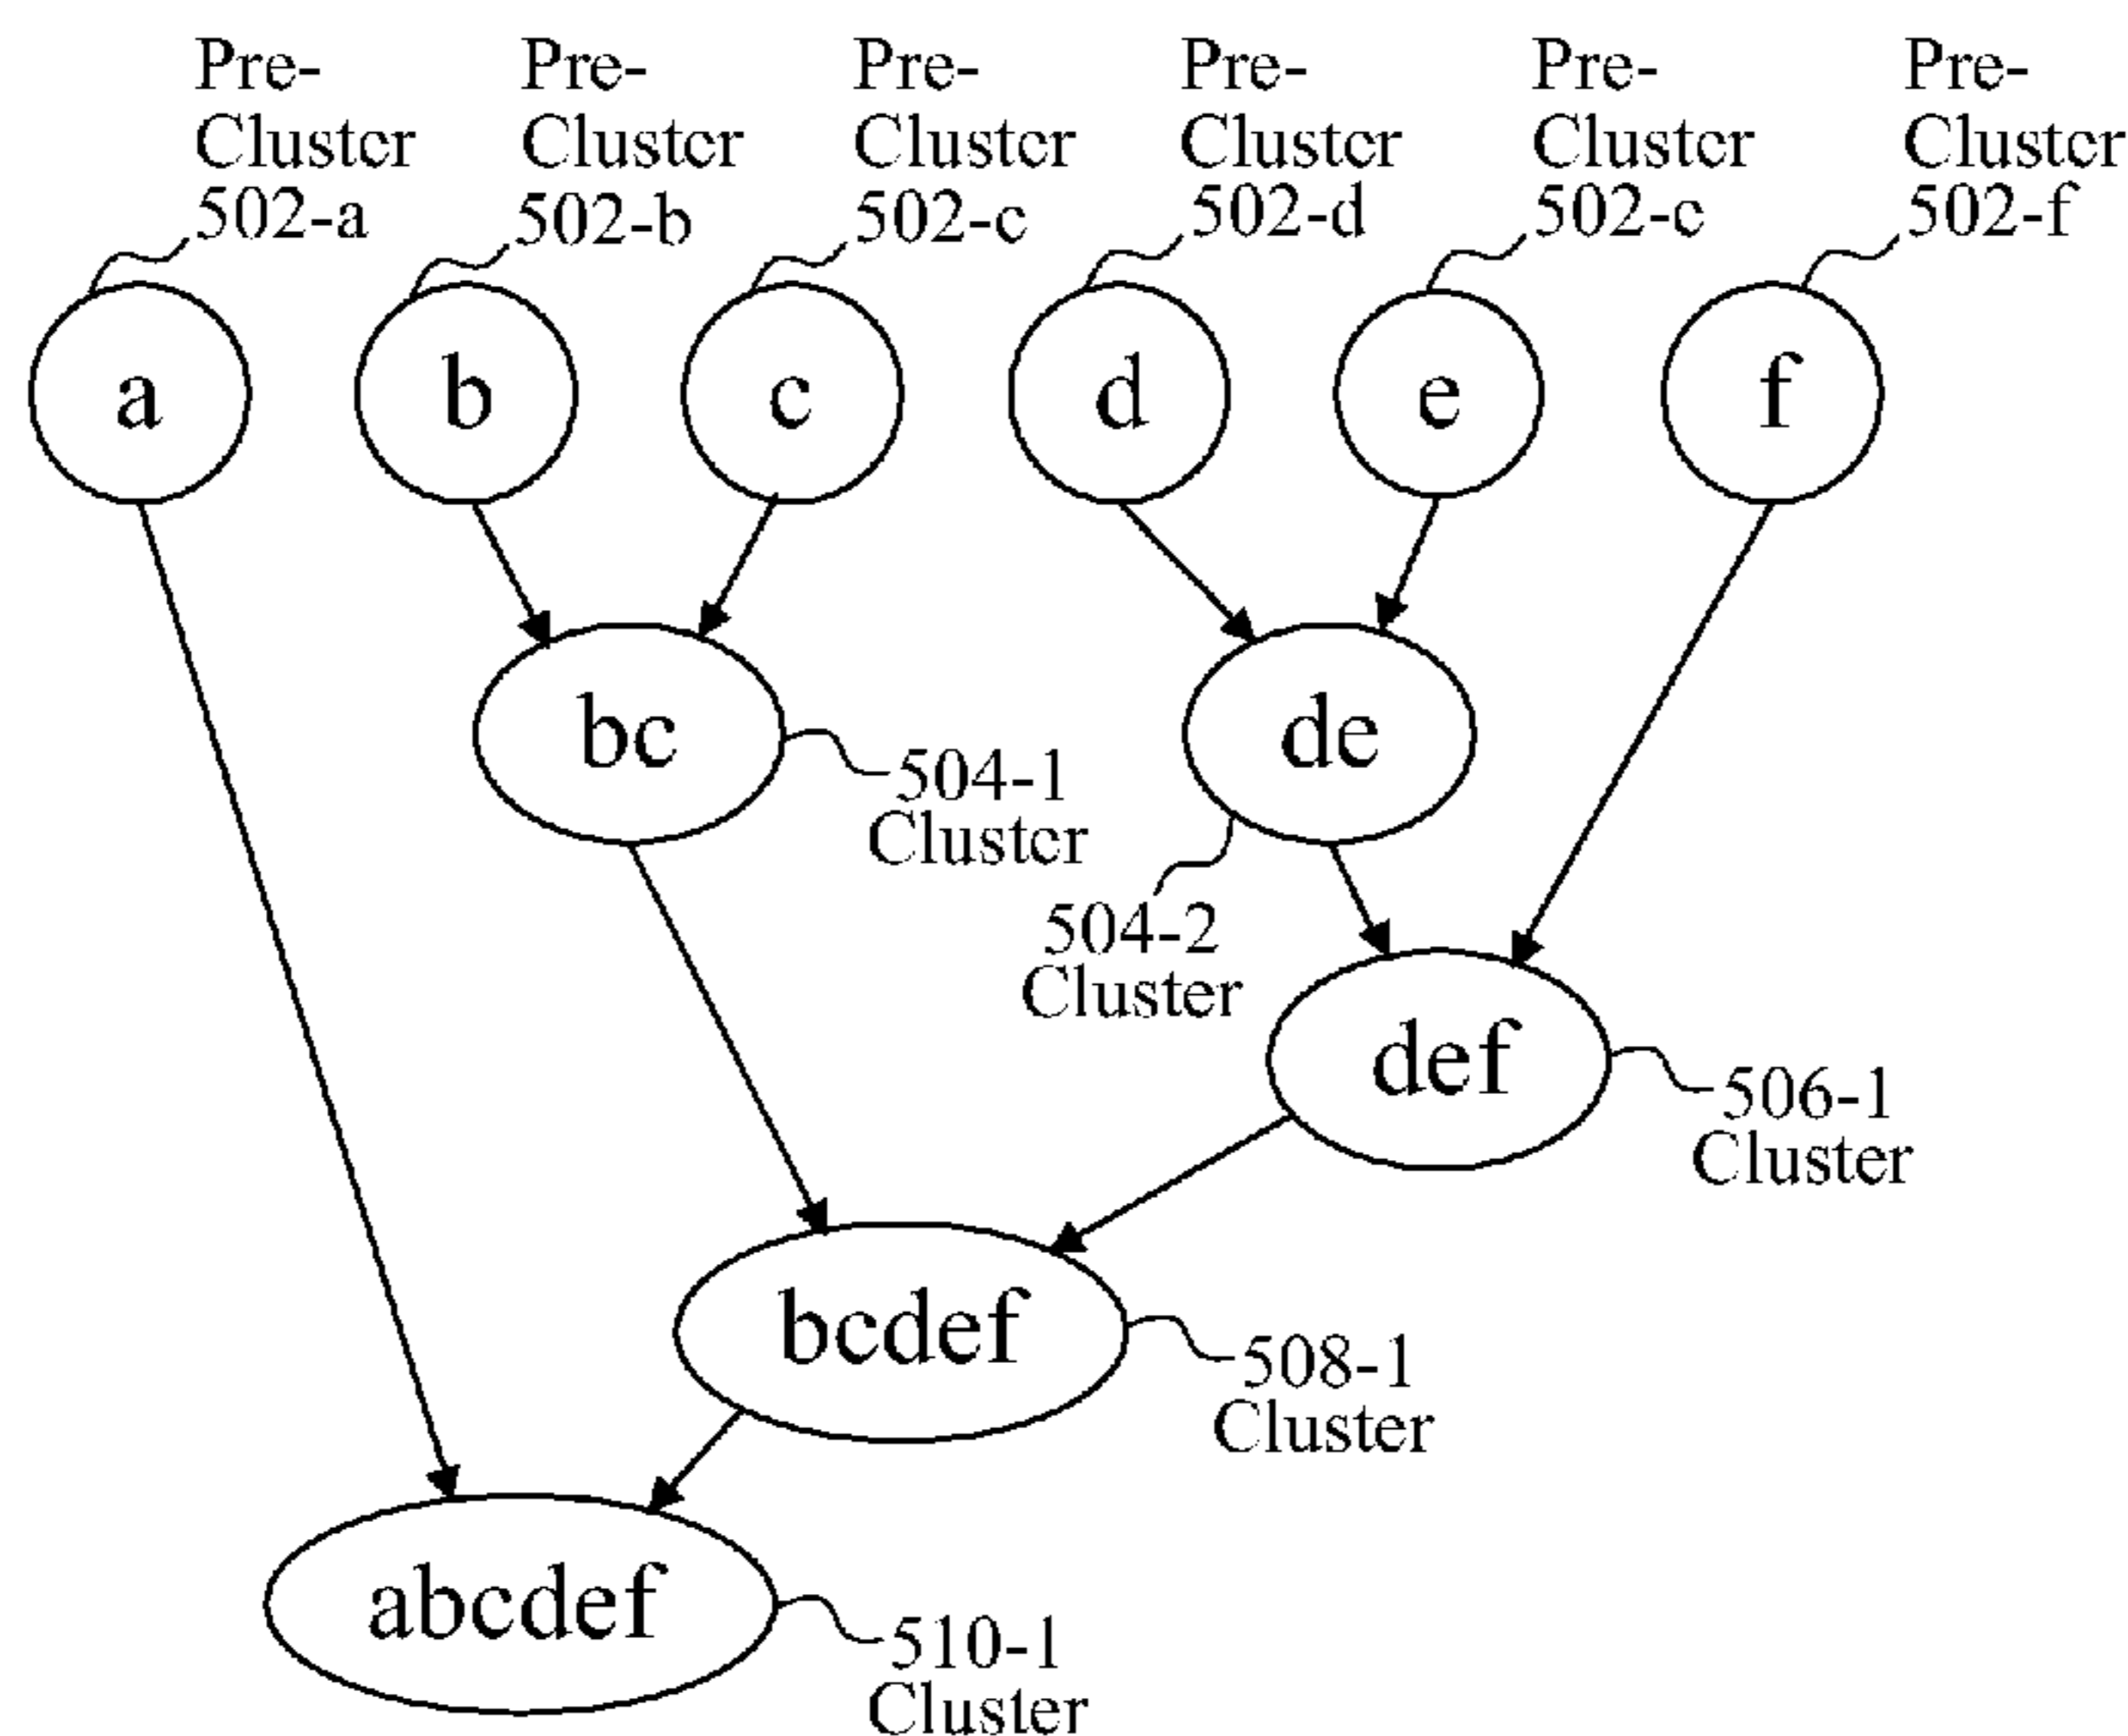 Pre-
Cluster
502-a
Pre-
Cluster
502-b
Pre-
Cluster
502-c
Pre-
Cluster
502-d
Pre-
Cluster
502-e
Pre-
Cluster
502-f
a
b
c
d
e
f
bc
504-1
Cluster
de
504-2
Cluster
def
506-1
Cluster
bcdef
508-1
Cluster
abcdef
510-1
Cluster